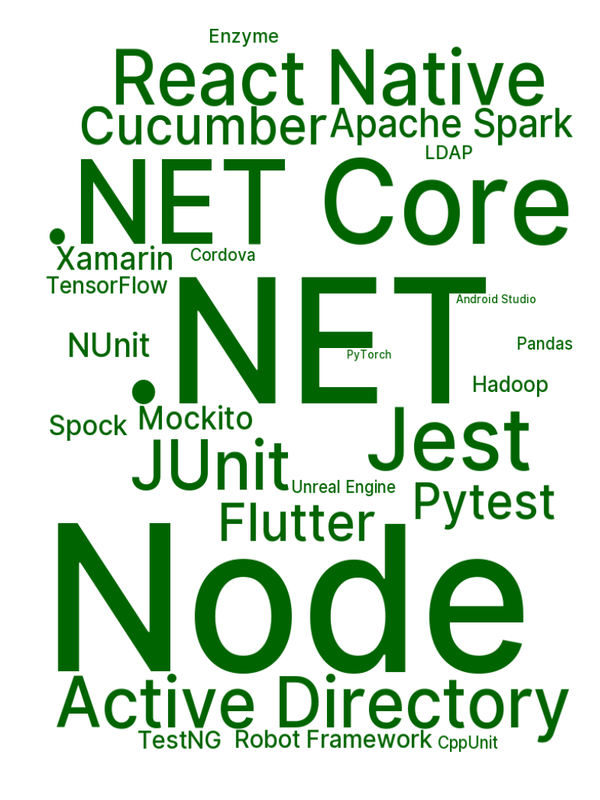 Enzyme
React Native
Cucumber
Apache Spark
LDAP
.NET Core
Xamarin
Cordova
TensorFlow
.NET
Android Studio
NUnit
PyTorch
Pandas
Hadoop
Spock
Mockito
Jest
JUnit
Unreal Engine
Pytest
Flutter
Node
Active Directory
TestNG
Robot Framework
CppUnit